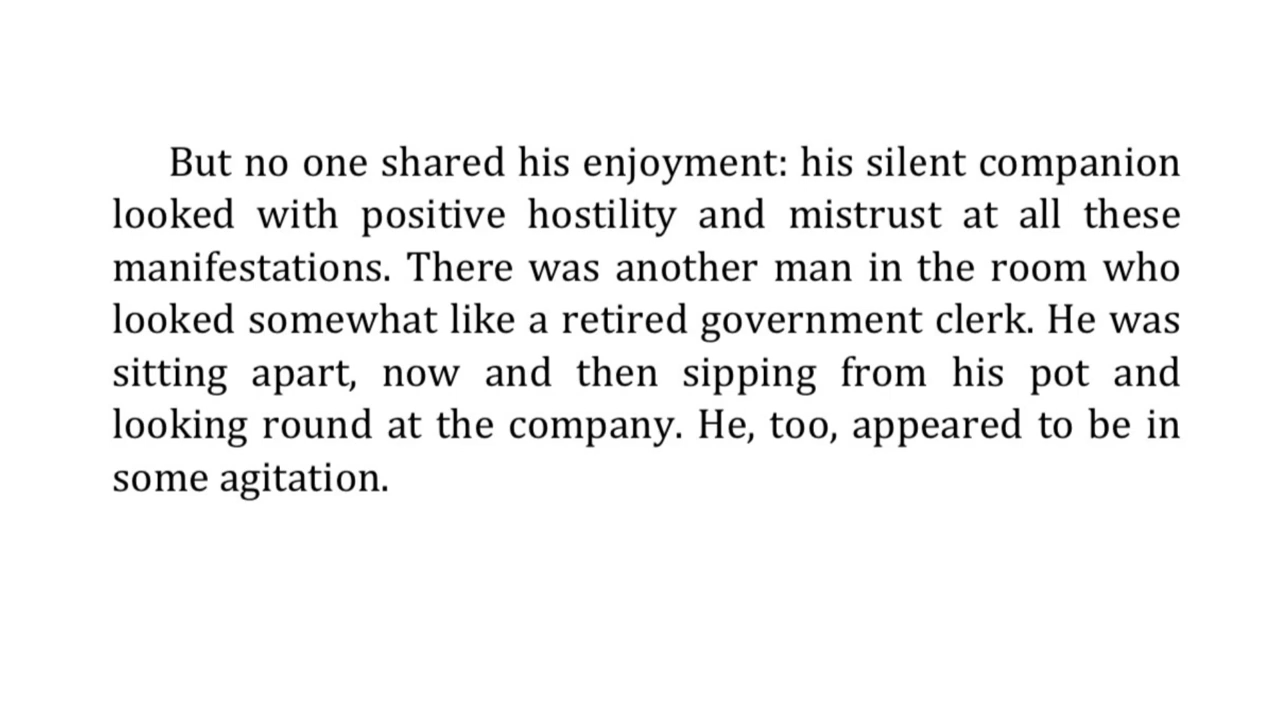 But no one shared his enjoyment: his silent companion
looked with positive hostility and mistrust at all these
manifestations. There was another man in the room who
looked somewhat like a retired government clerk. He was
sitting apart, now and then sipping from his pot and
looking round at the company. He, too, appeared to be in
some agitation.